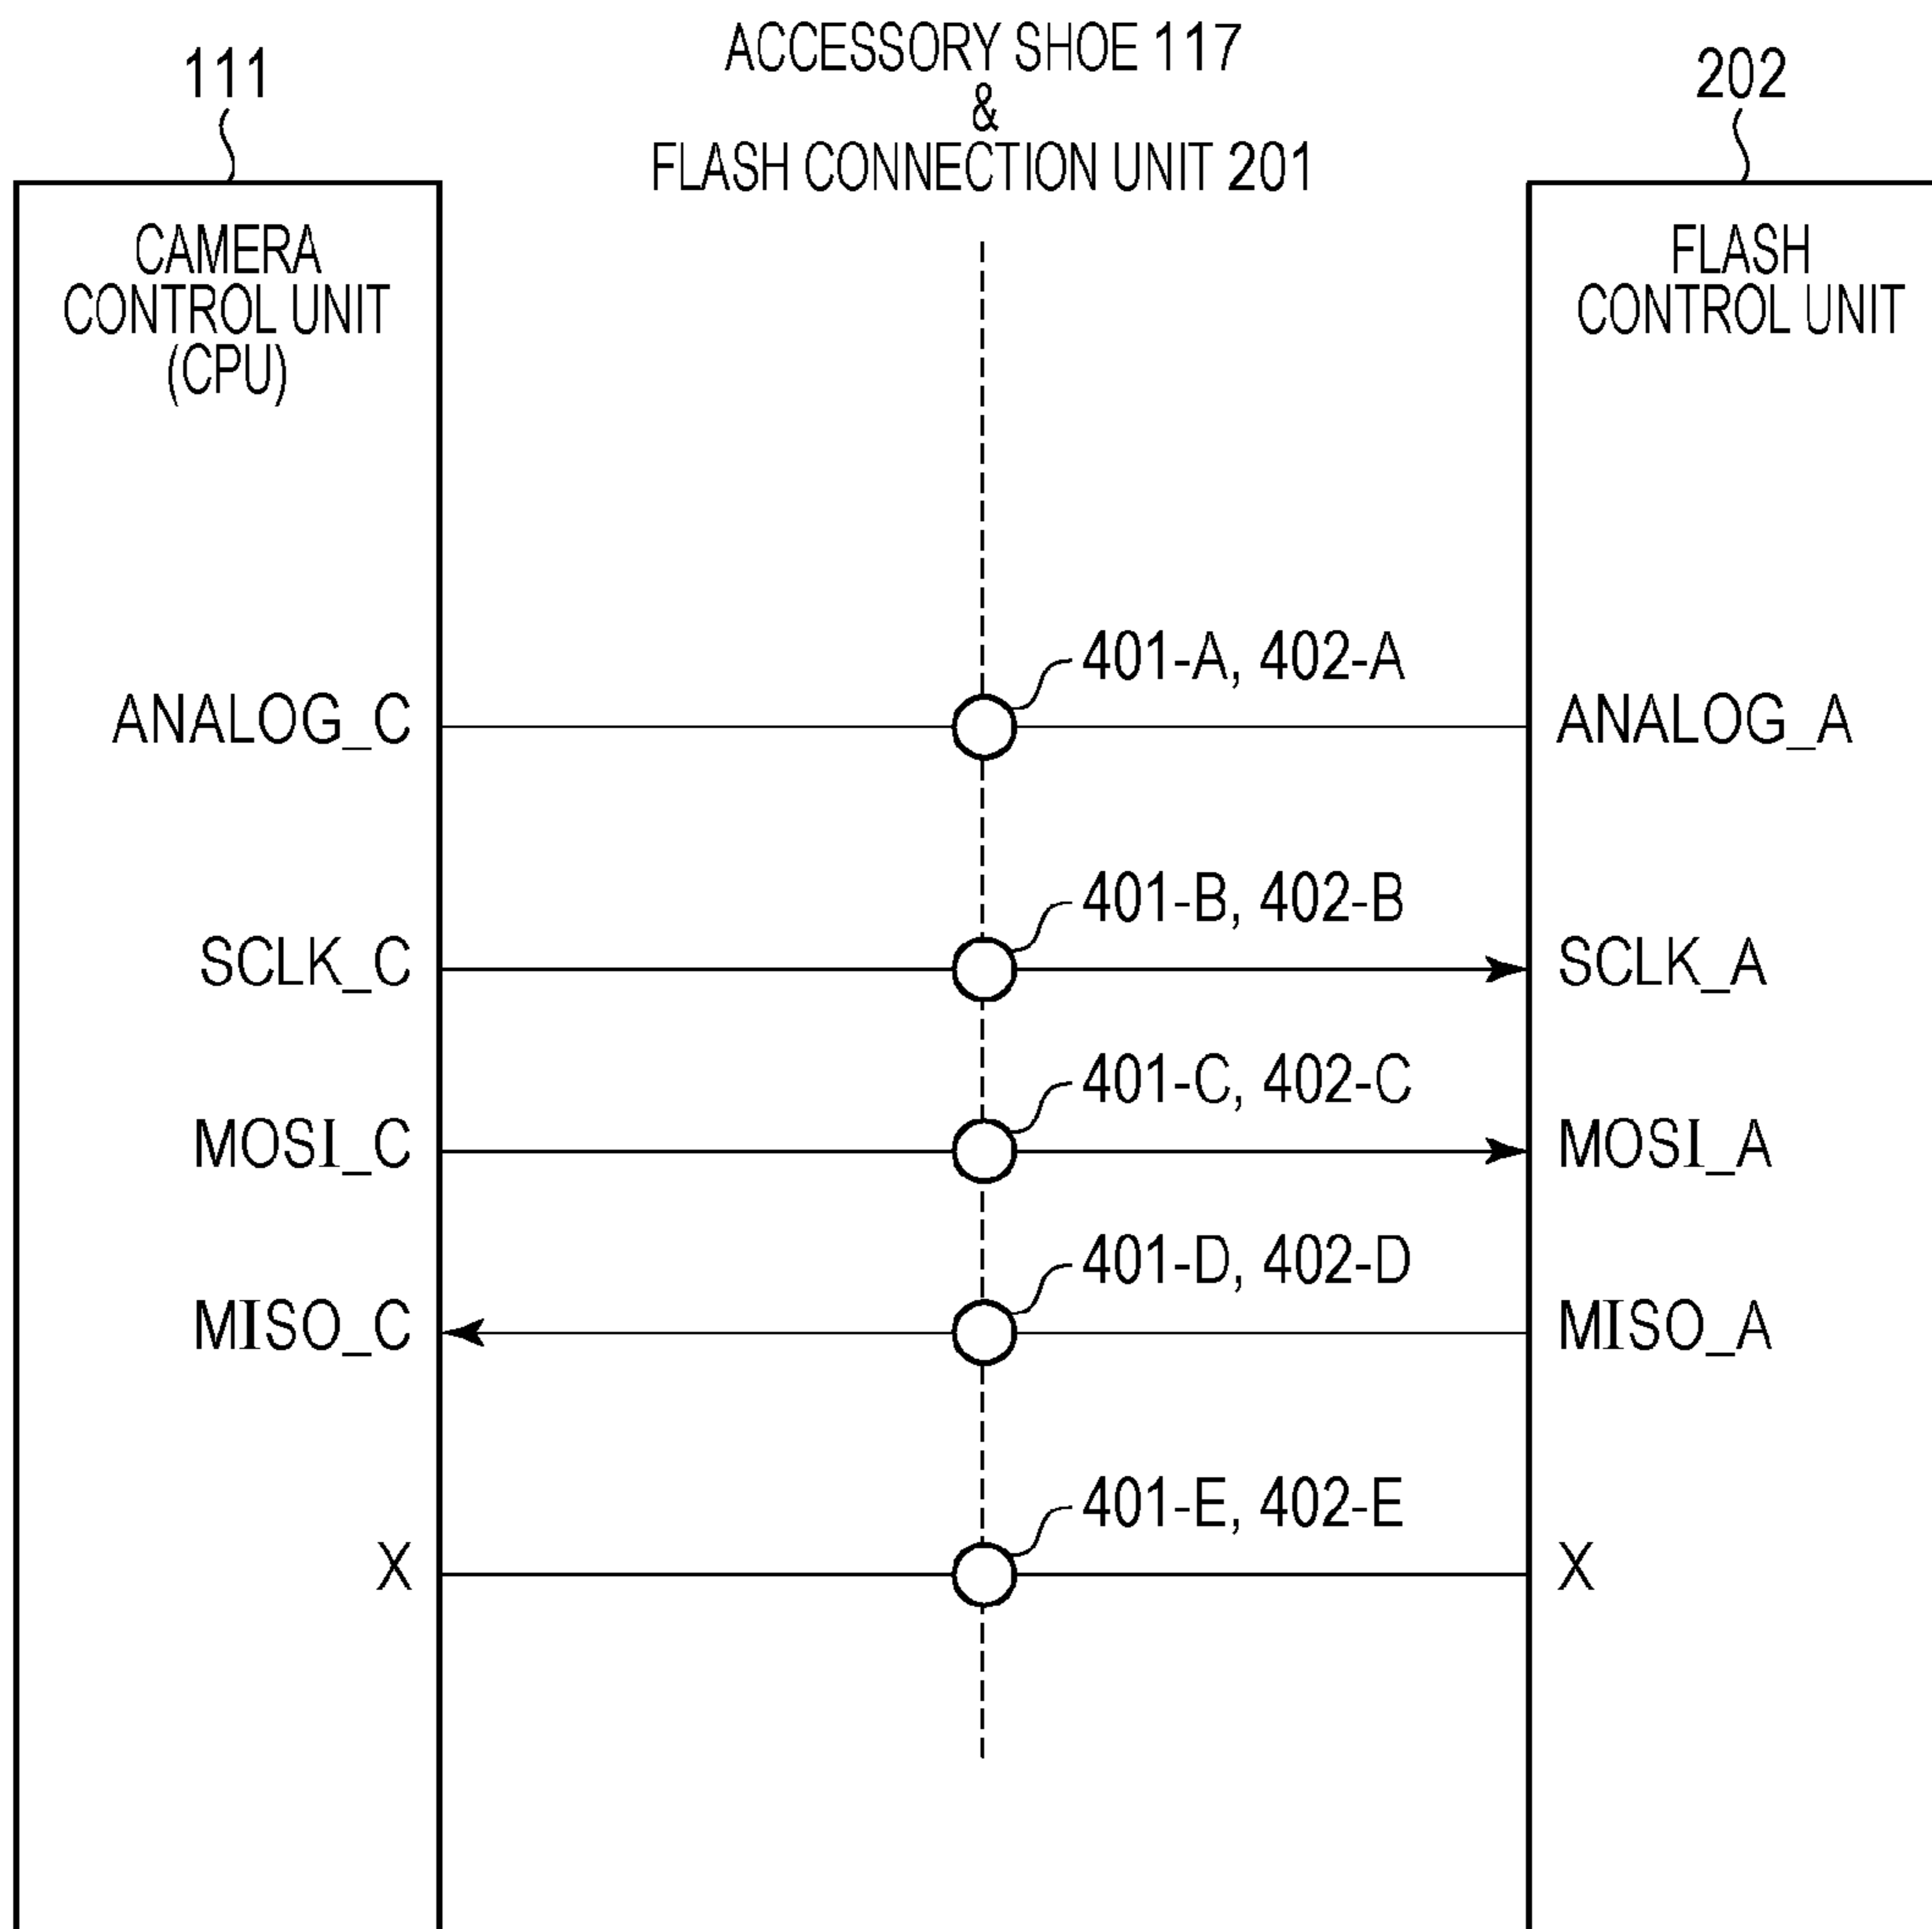 111
ACCESSORY SHOE 117
&
FLASH CONNECTION UNIT 201
202
CAMERA
CONTROL UNIT
(CPU)
FLASH
CONTROL UNIT
401-A, 402-A
ANALOG_C
ANALOG_A
401-B, 402-B
SCLK_C
SCLK_A
401-C, 402-C
MOSI_C
MOSI_A
401-D, 402-D
MISO_C
MISO_A
401-E, 402-E
X
X